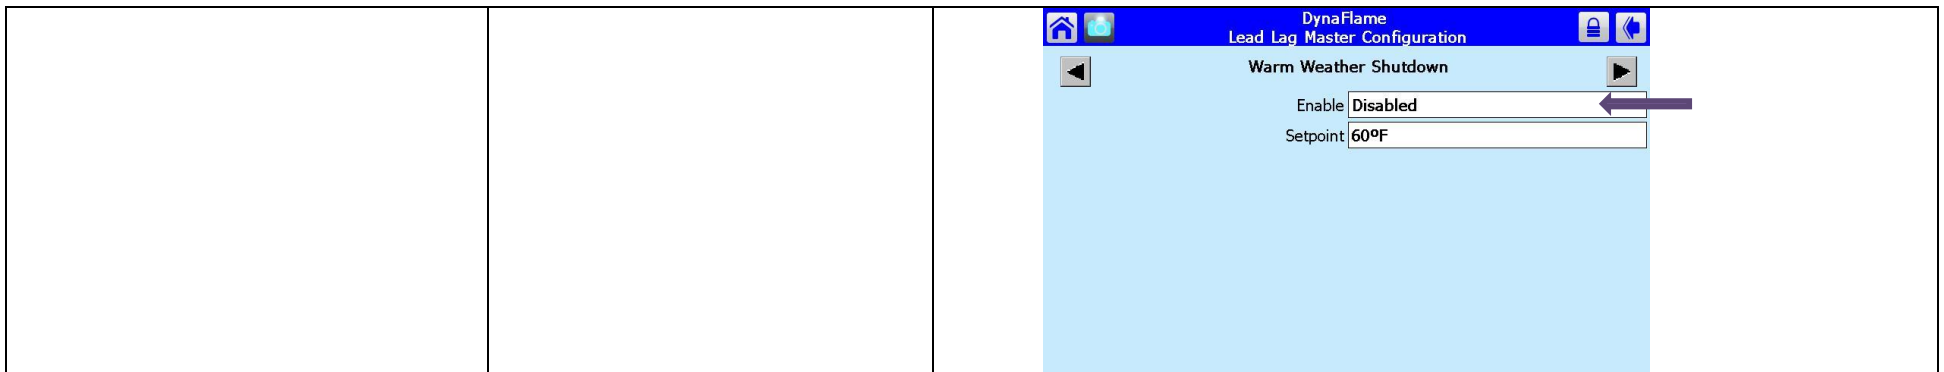 DynaFlame
Lead Lag Master Configuration
Warm Weather Shutdown
Enable Disabled
Setpoint 60ºF